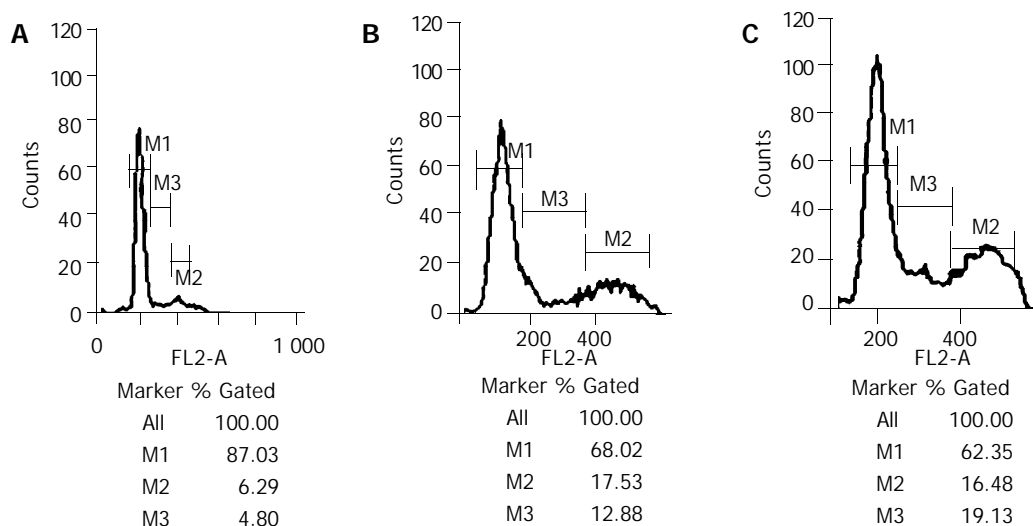 A
120
100
80
60
40
20
0
Counts
M1
M3
M2
0
1 000
FL2-A
Marker % Gated
All 100.00
M1 87.03
M2 6.29
M3 4.80
B
120
100
80
60
40
20
0
Counts
M1
M3
M2
200 400
FL2-A
Marker % Gated
All 100.00
M1 68.02
M2 17.53
M3 12.88
C
120
100
80
60
40
20
0
Counts
M1
M3
M2
200 400
FL2-A
Marker % Gated
All 100.00
M1 62.35
M2 16.48
M3 19.13